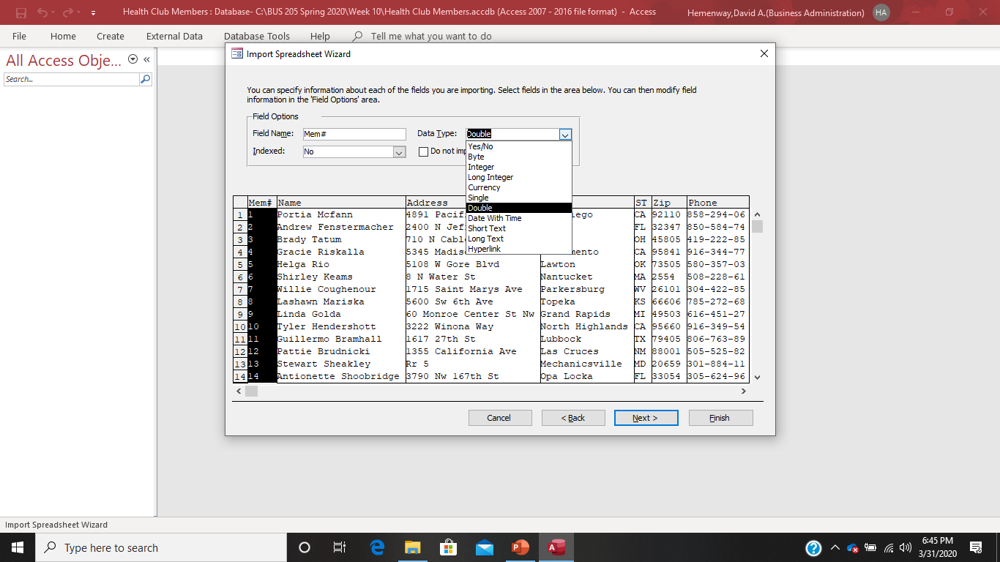 Health Club Members : Database- C:\BUS 205 Spring 2020\Week 10\Health Club Members.accdb (Access 2007 - 2016 file format) - Access
Hemenway,David A.(Business Administration)
HA
File Home Create External Data Database Tools Help Tell me what you want to do
All Access Obje...
Search...
Import Spreadsheet Wizard
You can specify information about each of the fields you are importing. Select fields in the area below. You can then modify field
information in the 'Field Options' area.
Field Options
Field Name: Mem# Data Type: Double
Indexed: No Do not imp
Yes/No
Byte
Integer
Long Integer
Currency
Single
Double
Date With Time
Short Text
Long Text
Hyperlink
Mem# Name Address ST Zip Phone
1 1 Portia Mcfann 4891 Pacif iego CA 92110 858-294-06
2 2 Andrew Fenstermacher 2400 N Jef FL 32347 850-584-74
3 3 Brady Tatum 710 N Cabl OH 45805 419-222-85
4 4 Gracie Riskalla 5345 Madis mento CA 95841 916-344-77
5 5 Helga Rio 5108 W Gore Blvd Lawton OK 73505 580-357-03
6 6 Shirley Keams 8 N Water St Nantucket MA 2554 508-228-61
7 7 Willie Coughenour 1715 Saint Marys Ave Parkersburg WV 26101 304-422-85
8 8 Lashawn Mariska 5600 Sw 6th Ave Topeka KS 66606 785-272-68
9 9 Linda Golda 60 Monroe Center St Nw Grand Rapids MI 49503 616-451-27
10 10 Tyler Hendershott 3222 Winona Way North Highlands CA 95660 916-349-54
11 11 Guillermo Bramhall 1617 27th St Lubbock TX 79405 806-763-89
12 12 Pattie Brudnicki 1355 California Ave Las Cruces NM 88001 505-525-82
13 13 Stewart Sheakley Rr 5 Mechanicsville MD 20659 301-884-11
14 14 Antionette Shoobridge 3790 Nw 167th St Opa Locka FL 33054 305-624-96
Cancel < Back Next > Finish
Import Spreadsheet Wizard
Type here to search
6:45 PM
3/31/2020